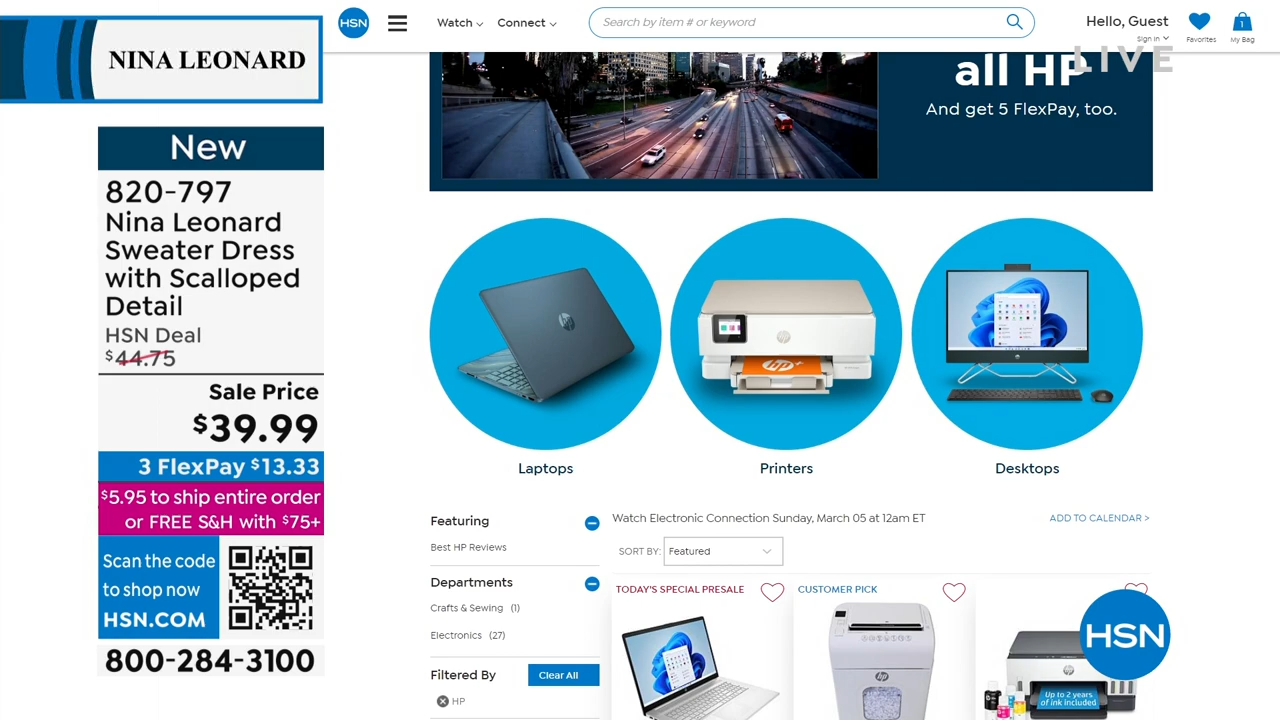 NINA LEONARD
New
820-797
Nina Leonard
Sweater Dress
with Scalloped
Detail
HSN Deal
$44.75
Sale Price
$39.99
3 FlexPay $13.33
$5.95 to ship entire order
or FREE S&H with $75+
Scan the code
to shop now
HSN.COM
800-284-3100
HSN
Watch
Connect
Search by item # or keyword
Hello, Guest
Sign In
Favorites
1
My Bag
LIVE
all HP
And get 5 FlexPay, too.
Laptops
Printers
Desktops
Featuring
Best HP Reviews
Departments
Crafts & Sewing (1)
Electronics (27)
Filtered By
Clear All
HP
Watch Electronic Connection Sunday, March 05 at 12am ET
ADD TO CALENDAR >
SORT BY: Featured
TODAY'S SPECIAL PRESALE
CUSTOMER PICK
hp
Up to 2 years
of ink included
HSN